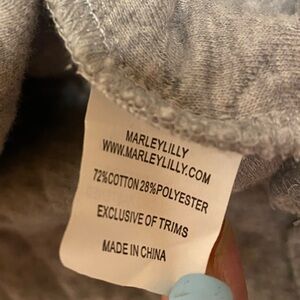 MARLEYLILLY
WWW.MARLEYLILLY.COM
72%COTTON 28%POLYESTER
EXCLUSIVE OF TRIMS
MADE IN CHINA